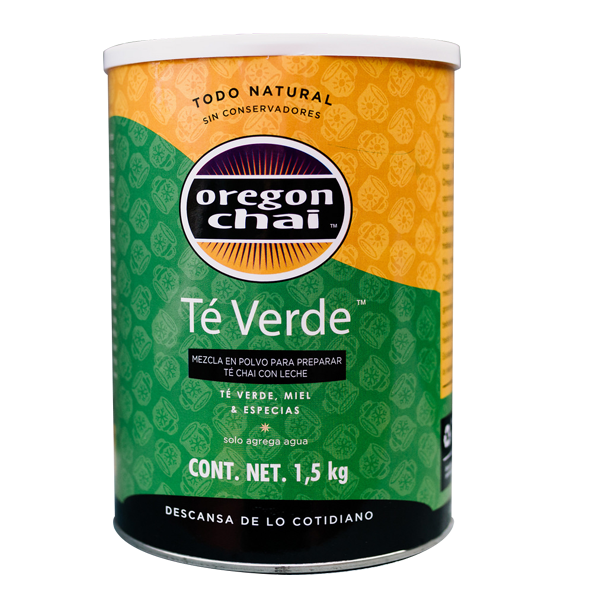 TODO NATURAL
SIN CONSERVADORES
oregon
chai™
Té Verde™
MEZCLA EN POLVO PARA PREPARAR
TÉ CHAI CON LECHE
TÉ VERDE, MIEL
& ESPECIAS
solo agrega agua
CONT. NET. 1,5 kg
DESCANSA DE LO COTIDIANO